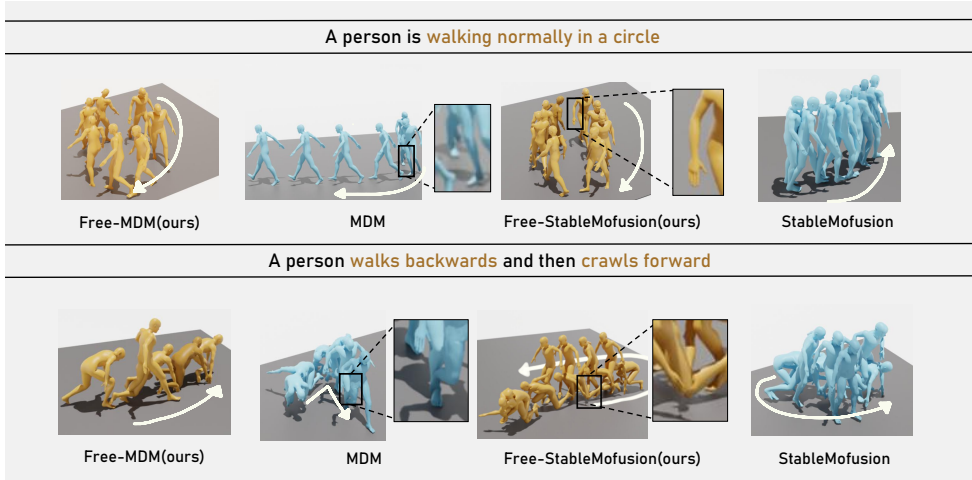 A person is walking normally in a circle
Free-MDM(ours)
MDM
Free-StableMofusion(ours)
StableMofusion
A person walks backwards and then crawls forward
Free-MDM(ours)
MDM
Free-StableMofusion(ours)
StableMofusion